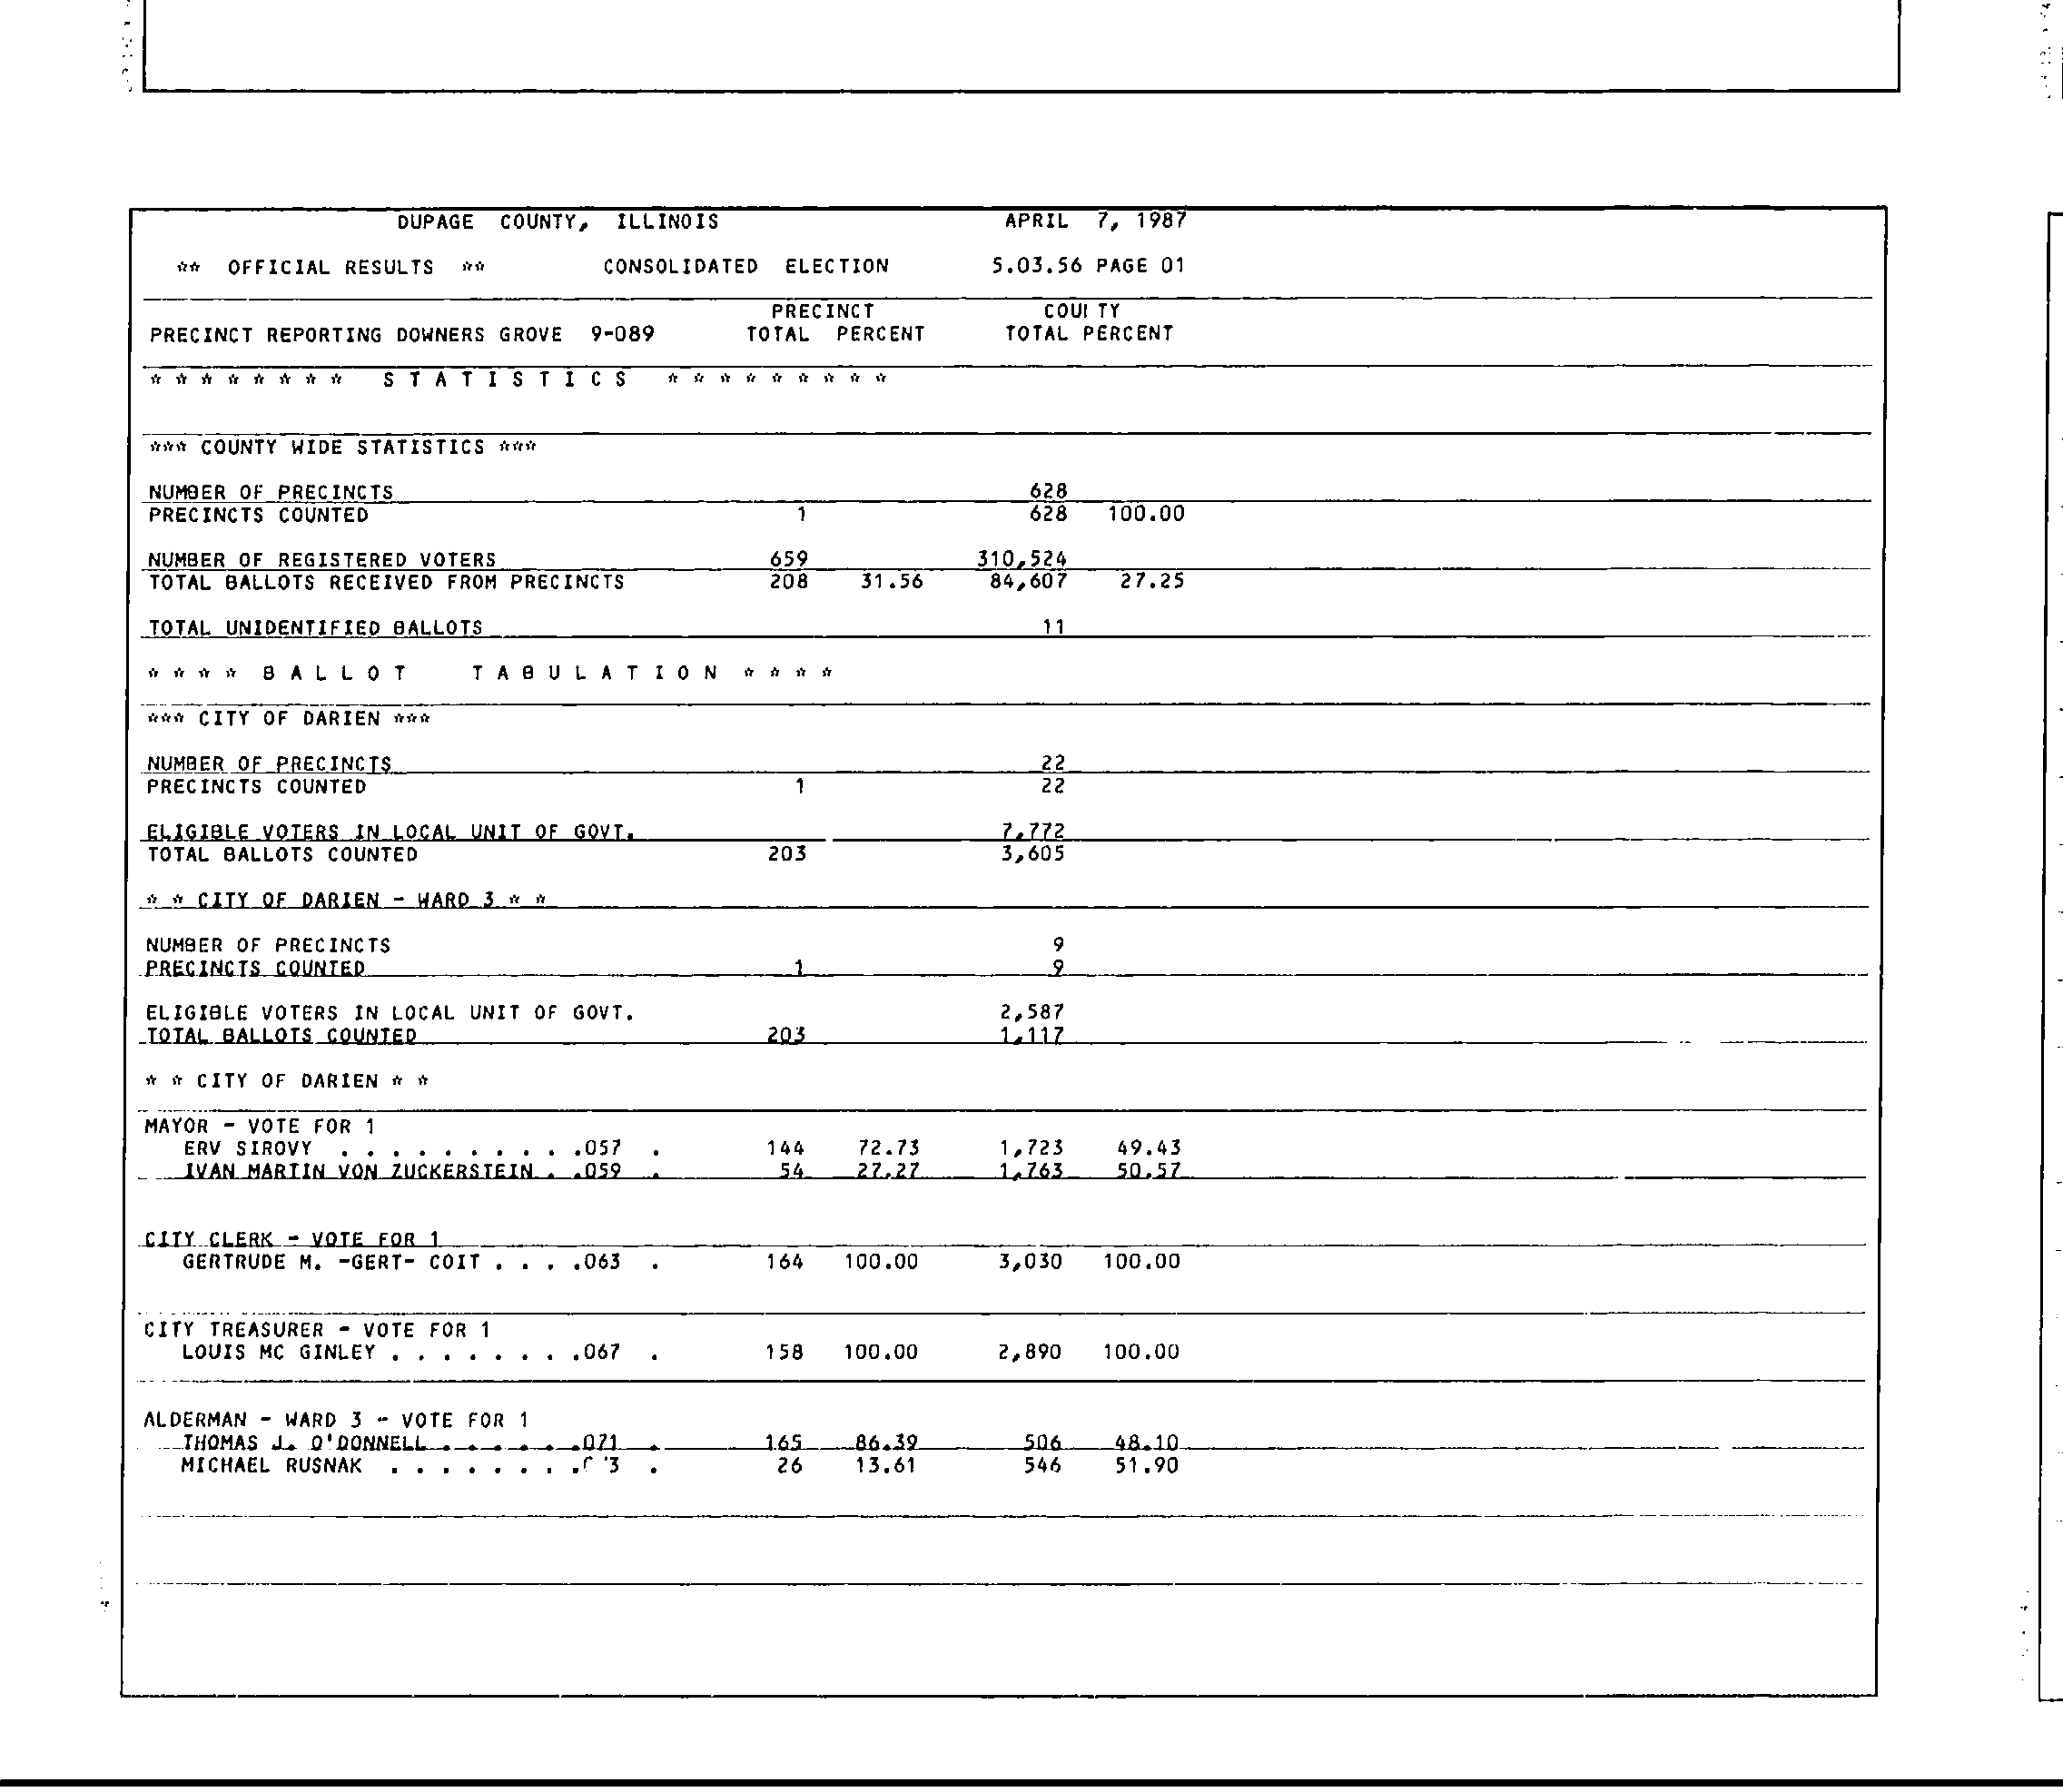 DUPAGE COUNTY, ILLINOIS APRIL 7, 1987
** OFFICIAL RESULTS ** CONSOLIDATED ELECTION 5.03.56 PAGE 01
PRECINCT COUI TY
PRECINCT REPORTING DOWNERS GROVE 9-089 TOTAL PERCENT TOTAL PERCENT
* * * * * * * * S T A T I S T I C S * * * * * * * * *
*** COUNTY WIDE STATISTICS ***
NUMBER OF PRECINCTS 628
PRECINCTS COUNTED 1 628 100.00
NUMBER OF REGISTERED VOTERS 659 310,524
TOTAL BALLOTS RECEIVED FROM PRECINCTS 208 31.56 84,607 27.25
TOTAL UNIDENTIFIED BALLOTS 11
* * * * B A L L O T T A B U L A T I O N * * * *
*** CITY OF DARIEN ***
NUMBER OF PRECINCTS 22
PRECINCTS COUNTED 1 22
ELIGIBLE VOTERS IN LOCAL UNIT OF GOVT. 7,772
TOTAL BALLOTS COUNTED 203 3,605
* * CITY OF DARIEN - WARD 3 * *
NUMBER OF PRECINCTS 9
PRECINCTS COUNTED 1 9
ELIGIBLE VOTERS IN LOCAL UNIT OF GOVT. 2,587
TOTAL BALLOTS COUNTED 203 1,117
* * CITY OF DARIEN * *
MAYOR - VOTE FOR 1
ERV SIROVY . . . . . . . . . .057 . 144 72.73 1,723 49.43
IVAN MARTIN VON ZUCKERSTEIN . .059 . 54 27.27 1,763 50.57
CITY CLERK - VOTE FOR 1
GERTRUDE M. -GERT- COIT . . . .063 . 164 100.00 3,030 100.00
CITY TREASURER - VOTE FOR 1
LOUIS MC GINLEY . . . . . . . .067 . 158 100.00 2,890 100.00
ALDERMAN - WARD 3 - VOTE FOR 1
THOMAS J. O'DONNELL . . . . . .071 . 165 86.39 506 48.10
MICHAEL RUSNAK . . . . . . . . 26 13.61 546 51.90